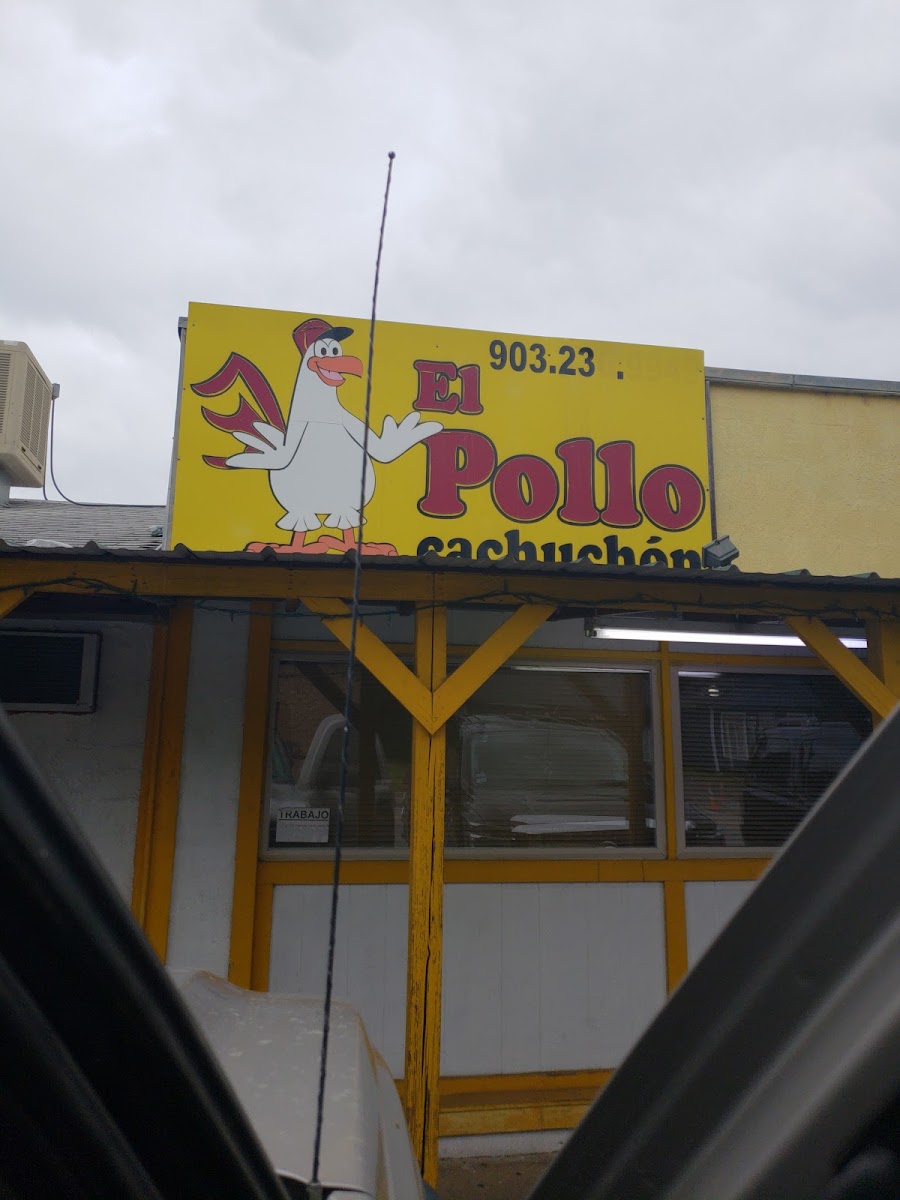 903.23 .
El
Pollo
cachuchón
TRABAJO